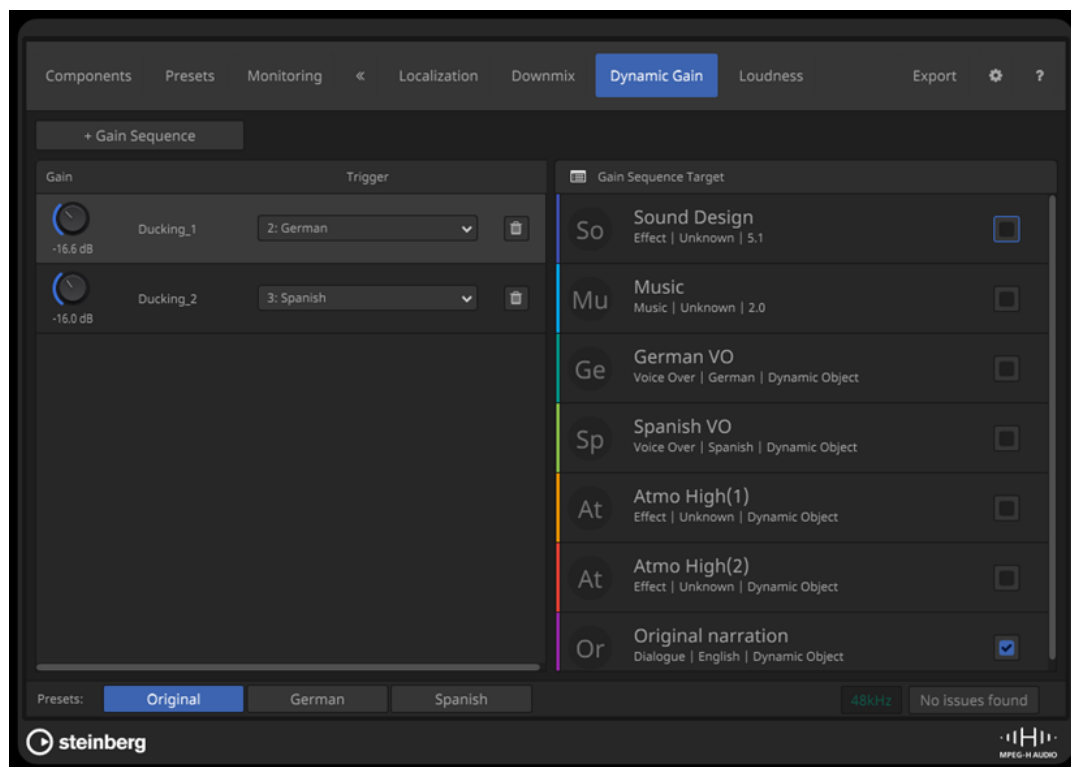 Components Presets Monitoring « Localization Downmix Dynamic Gain Loudness Export ?
+ Gain Sequence
Gain Trigger
Gain Sequence Target
Ducking_1 2: German
-16.6 dB
Ducking_2 3: Spanish
-16.0 dB
So Sound Design
Effect | Unknown | 5.1
Mu Music
Music | Unknown | 2.0
Ge German VO
Voice Over | German | Dynamic Object
Sp Spanish VO
Voice Over | Spanish | Dynamic Object
At Atmo High(1)
Effect | Unknown | Dynamic Object
At Atmo High(2)
Effect | Unknown | Dynamic Object
Or Original narration
Dialogue | English | Dynamic Object
Presets: Original German Spanish 48kHz No issues found
steinberg
MPEG-H AUDIO